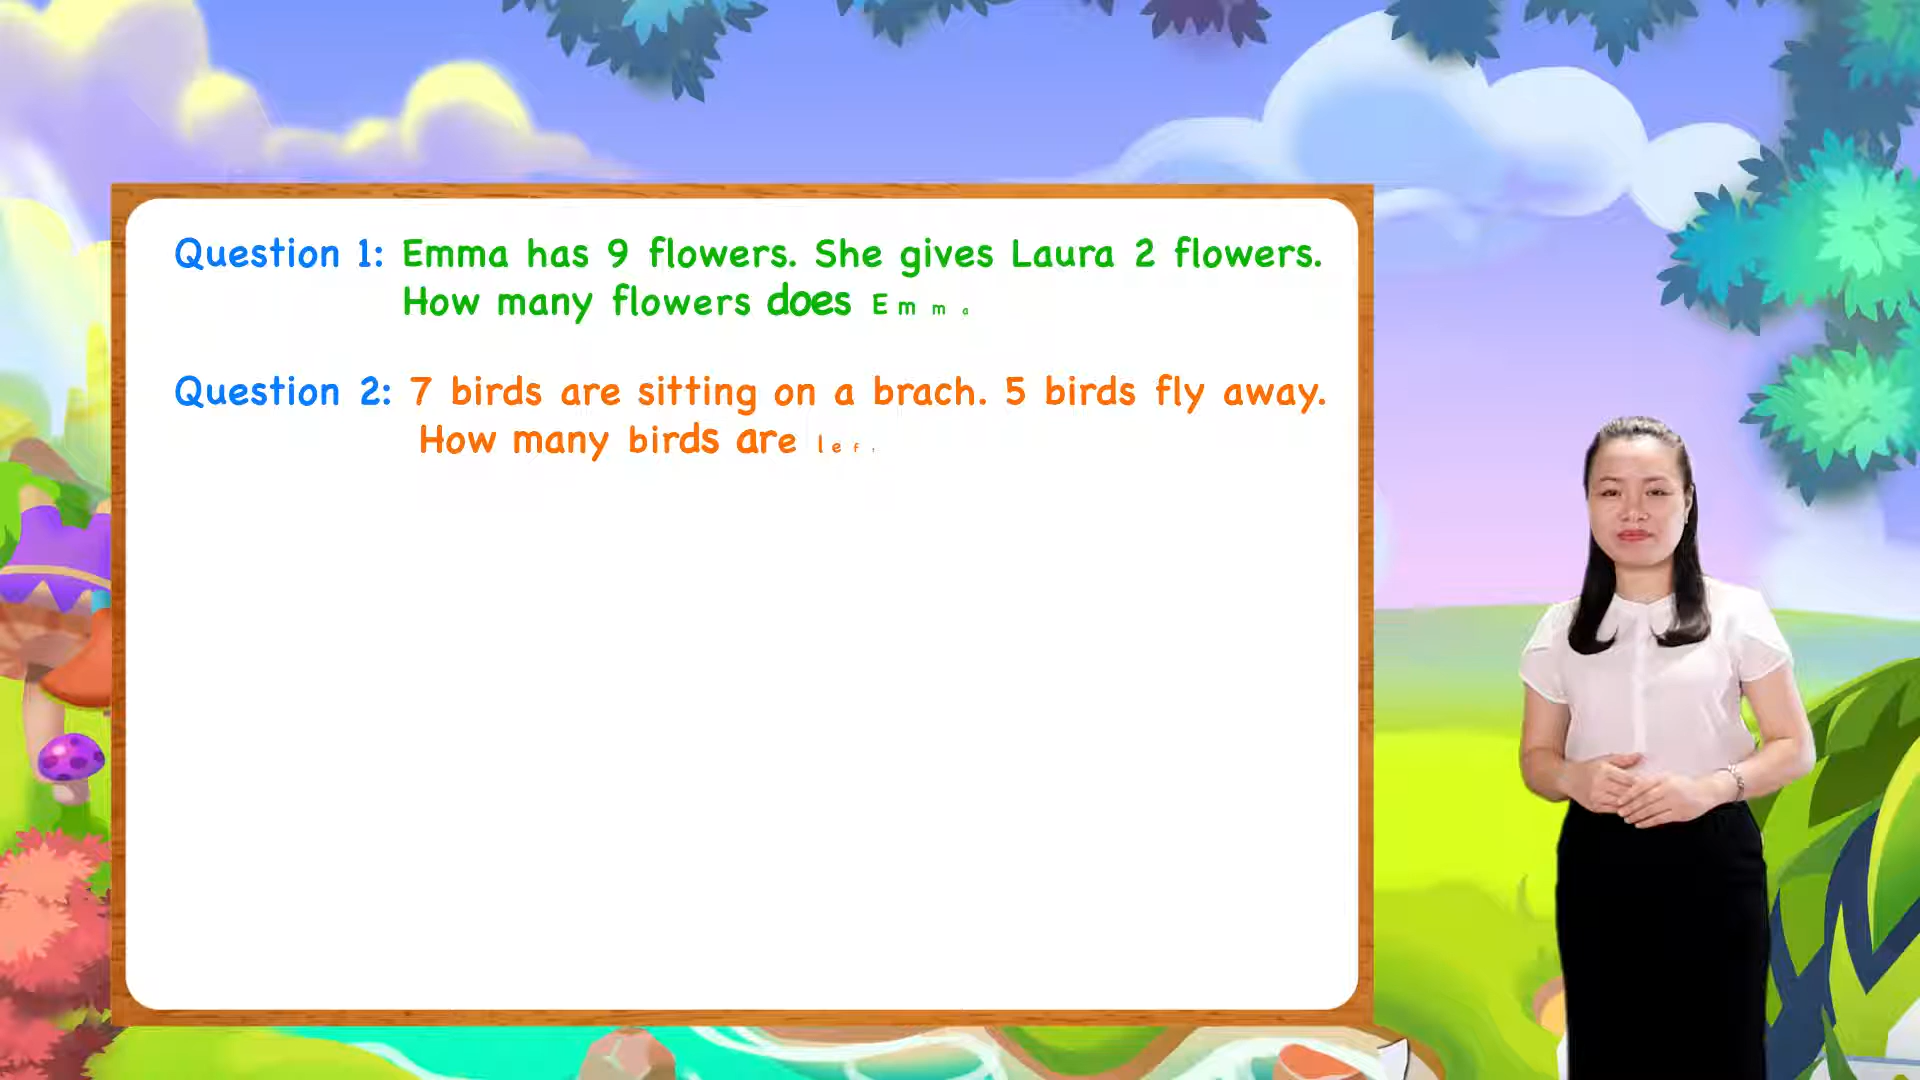 Question 1: Emma has 9 flowers. She gives Laura 2 flowers.
How many flowers does Emma
Question 2: 7 birds are sitting on a brach. 5 birds fly away.
How many birds are lef